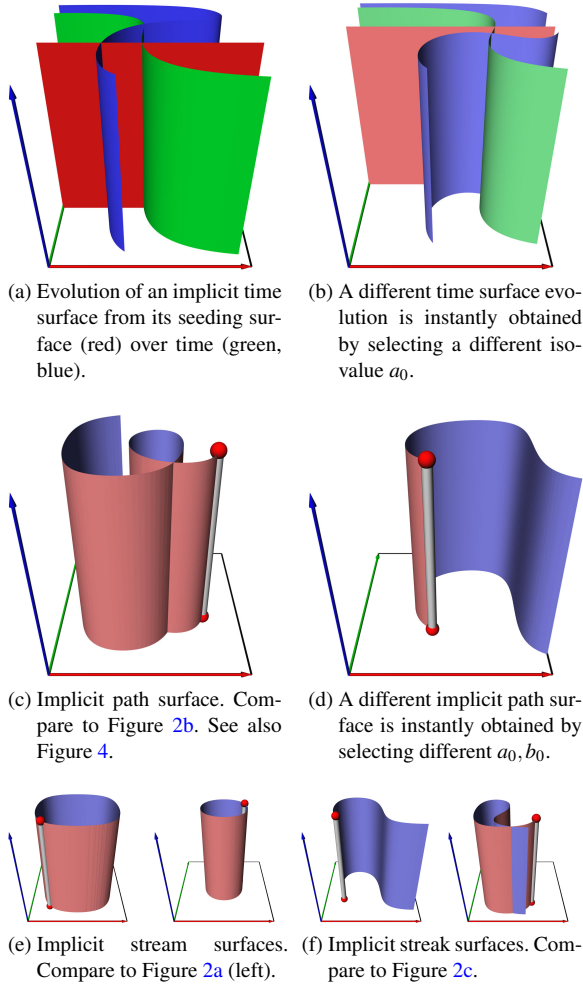 (a) Evolution of an implicit time
surface from its seeding sur-
face (red) over time (green,
blue).
(b) A different time surface evo-
lution is instantly obtained
by selecting a different iso-
value a₀.
(c) Implicit path surface. Com-
pare to Figure 2b. See also
Figure 4.
(d) A different implicit path sur-
face is instantly obtained by
selecting different a₀,b₀.
(e) Implicit stream surfaces.
Compare to Figure 2a (left).
(f) Implicit streak surfaces. Com-
pare to Figure 2c.